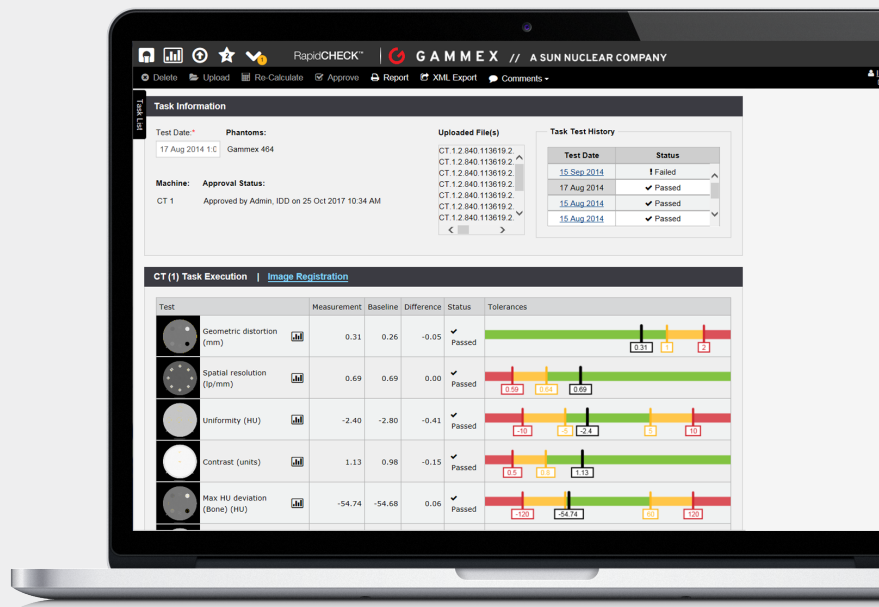 2
1
RapidCHECK™ GAMMEX // A SUN NUCLEAR COMPANY
Delete Upload Re-Calculate Approve Report XML Export Comments
Task List
Task Information
Test Date:* Phantoms:
17 Aug 2014 1:0 Gammex 464
Machine: Approval Status:
CT 1 Approved by Admin, IDD on 25 Oct 2017 10:34 AM
Uploaded File(s)
CT.1.2.840.113619.2.
CT.1.2.840.113619.2.
CT.1.2.840.113619.2.
CT.1.2.840.113619.2.
CT.1.2.840.113619.2.
CT.1.2.840.113619.2.
CT.1.2.840.113619.2.
Task Test History
Test Date Status
15 Sep 2014 ! Failed
17 Aug 2014 ✔ Passed
15 Aug 2014 ✔ Passed
15 Aug 2014 ✔ Passed
CT (1) Task Execution | Image Registration
Test Measurement Baseline Difference Status Tolerances
Geometric distortion (mm) 0.31 0.26 -0.05 ✔ Passed 0.31 1 2
Spatial resolution (lp/mm) 0.69 0.69 0.00 ✔ Passed 0.59 0.64 0.69
Uniformity (HU) -2.40 -2.80 -0.41 ✔ Passed -10 -5 -2.4 5 10
Contrast (units) 1.13 0.98 -0.15 ✔ Passed 0.5 0.8 1.13
Max HU deviation (Bone) (HU) -54.74 -54.68 0.06 ✔ Passed -120 -54.74 60 120